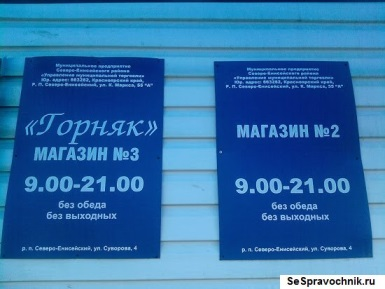 Муниципальное предприятие
Северо-Енисейского района
«Управление муниципальной торговли»
Юр. адрес: 663282, Красноярский край,
Р. П. Северо-Енисейский, ул. К. Маркса, 35 "А"
«Горняк»
МАГАЗИН №3
9.00-21.00
без обеда
без выходных
р. п. Северо-Енисейский, ул. Суворова, 4
Муниципальное предприятие
Северо-Енисейского района
«Управление муниципальной торговли»
Юр. адрес: 663282, Красноярский край,
Р. П. Северо-Енисейский, ул. К. Маркса, 35 "А"
МАГАЗИН №2
9.00-21.00
без обеда
без выходных
р. п. Северо-Енисейский, ул. Суворова, 4
SeSpravochnik.ru